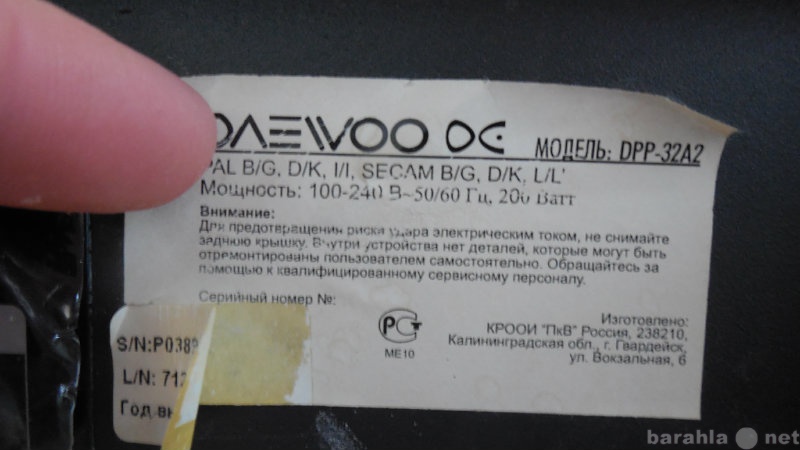 DAEWOO DE МОДЕЛЬ: DPP-32A2
PAL B/G, D/K, I/I, SECAM B/G, D/K, L/L'
Мощность: 100-240 В~50/60 Гц, 200 Ватт
Внимание:
Для предотвращения риска удара электрическим током, не снимайте
заднюю крышку. Внутри устройства нет деталей, которые могут быть
отремонтированы пользователем самостоятельно. Обращайтесь за
помощью к квалифицированному сервисному персоналу.
Серийный номер №:
S/N:P0389
L/N: 71
Год
РСТ
МЕ10
Изготовлено:
КРООИ "ПкВ" Россия, 238210,
Калининградская обл., г. Гвардейск,
ул. Вокзальная, 6
barahla net